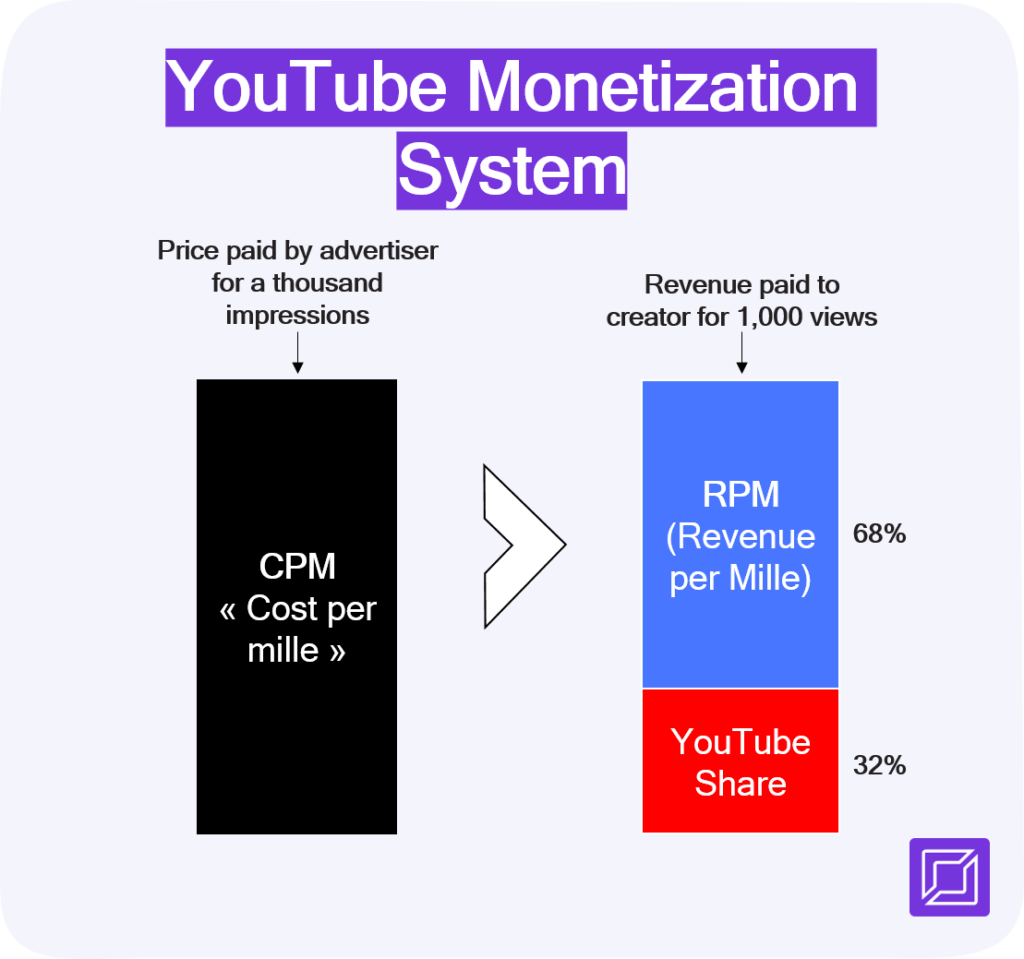 YouTube Monetization
System
Price paid by advertiser
for a thousand
impressions
Revenue paid to
creator for 1,000 views
CPM
« Cost per
mille »
RPM
(Revenue
per Mille)
68%
YouTube
Share
32%